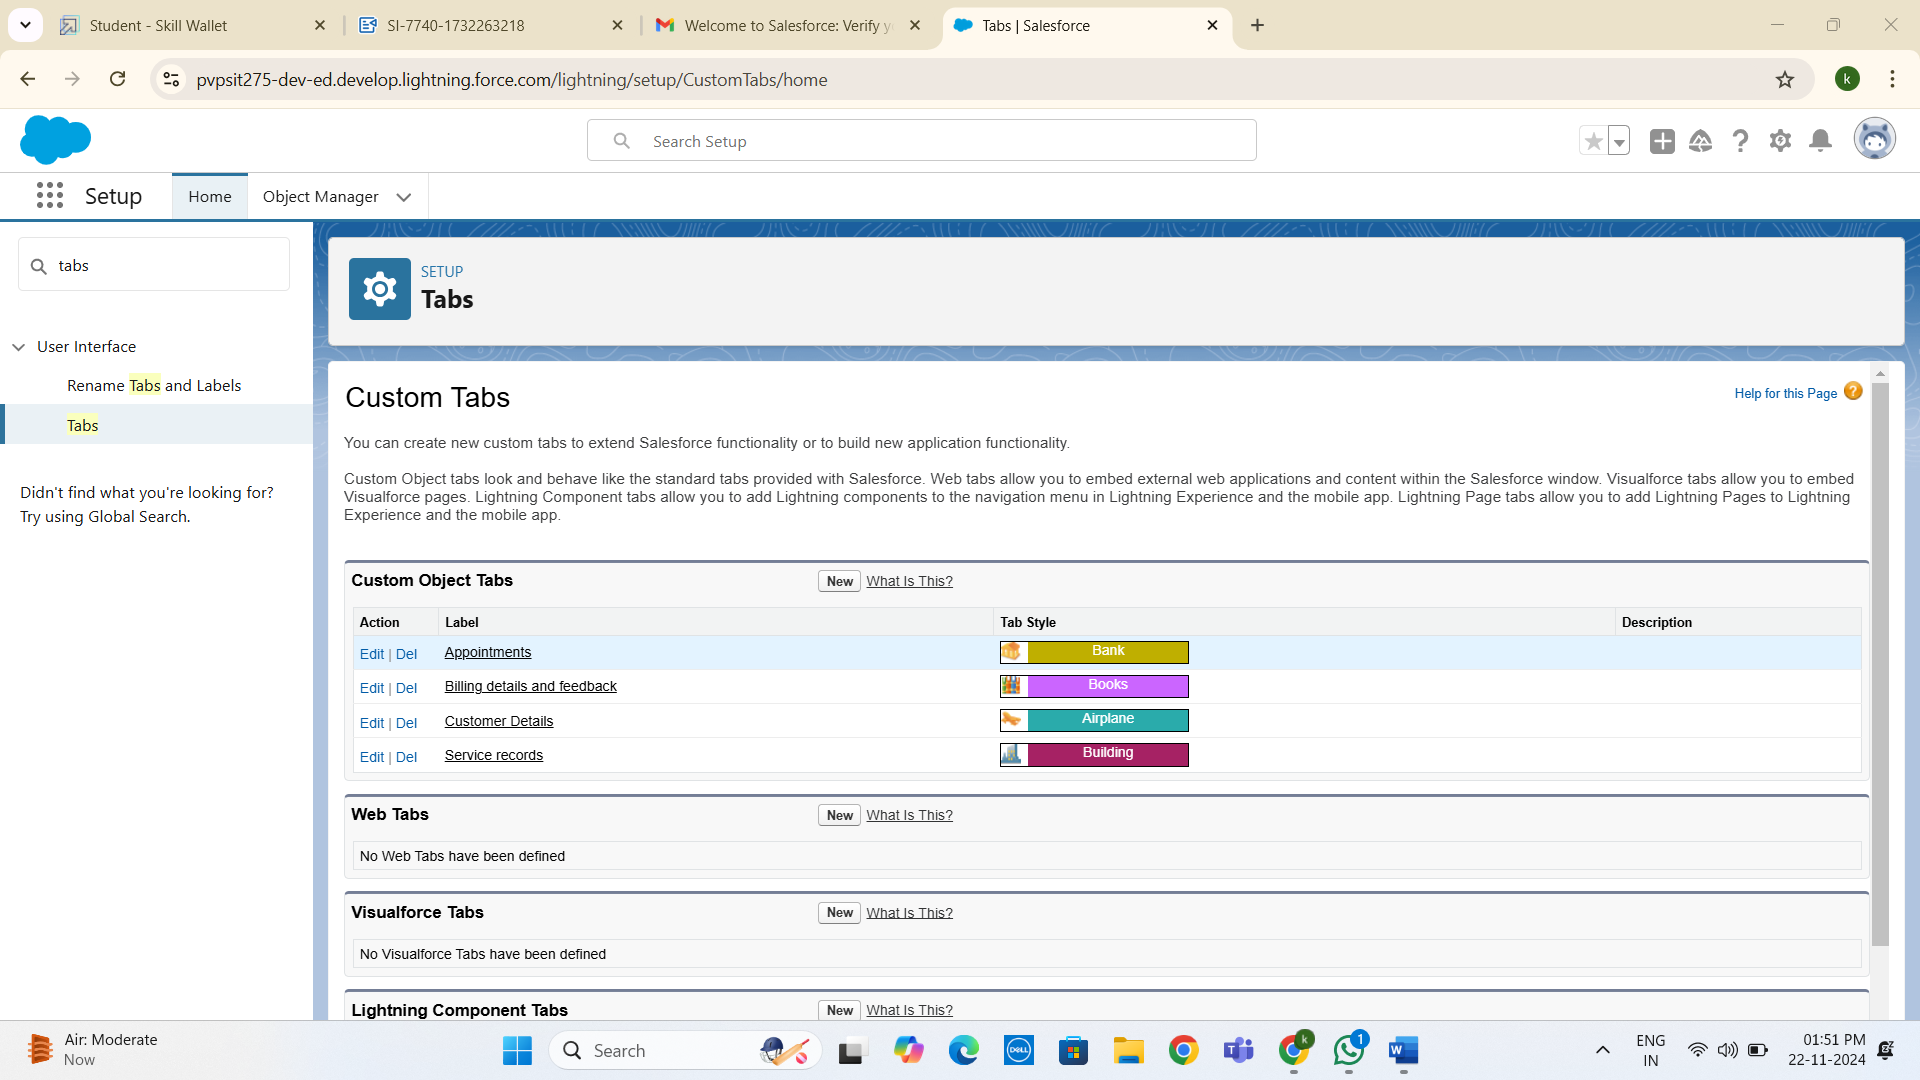 Student - Skill Wallet
SI-7740-1732263218
Welcome to Salesforce: Verify y
Tabs | Salesforce
pvpsit275-dev-ed.develop.lightning.force.com/lightning/setup/CustomTabs/home
k
Search Setup
Setup
Home
Object Manager
tabs
User Interface
Rename Tabs and Labels
Tabs
Didn't find what you're looking for?
Try using Global Search.
SETUP
Tabs
Custom Tabs
Help for this Page ?
You can create new custom tabs to extend Salesforce functionality or to build new application functionality.
Custom Object tabs look and behave like the standard tabs provided with Salesforce. Web tabs allow you to embed external web applications and content within the Salesforce window. Visualforce tabs allow you to embed
Visualforce pages. Lightning Component tabs allow you to add Lightning components to the navigation menu in Lightning Experience and the mobile app. Lightning Page tabs allow you to add Lightning Pages to Lightning
Experience and the mobile app.
Custom Object Tabs New What Is This?
Action Label Tab Style Description
Edit | Del Appointments Bank
Edit | Del Billing details and feedback Books
Edit | Del Customer Details Airplane
Edit | Del Service records Building
Web Tabs New What Is This?
No Web Tabs have been defined
Visualforce Tabs New What Is This?
No Visualforce Tabs have been defined
Lightning Component Tabs New What Is This?
Air: Moderate
Now
Search
DELL
k
1
W
ENG
IN
01:51 PM
22-11-2024